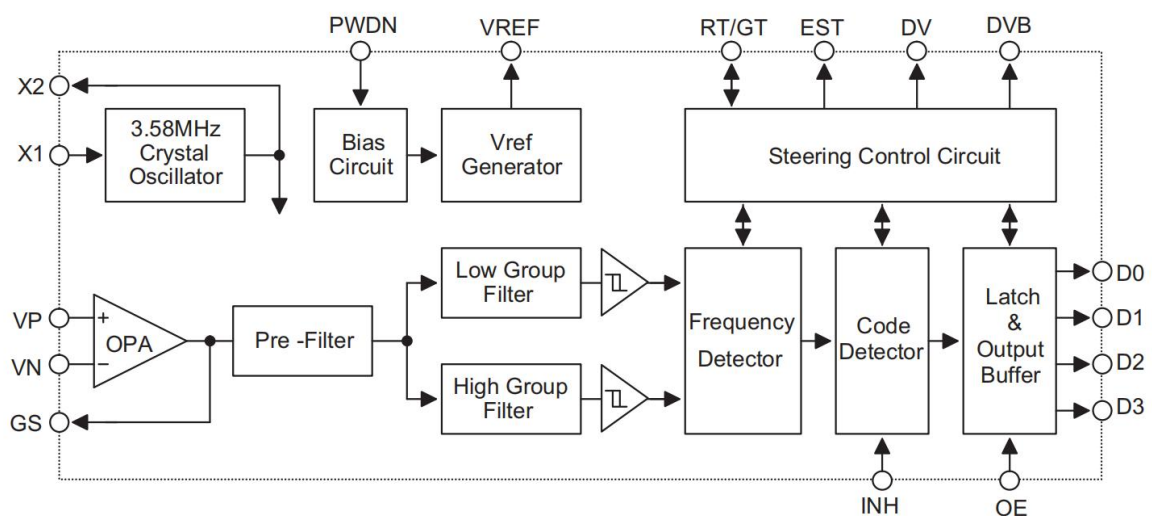 PWDN
VREF
RT/GT
EST
DV
DVB
X2
X1
3.58MHz
Crystal
Oscillator
Bias
Circuit
Vref
Generator
Steering Control Circuit
VP
VN
GS
+
−
OPA
Pre -Filter
Low Group
Filter
High Group
Filter
Frequency
Detector
Code
Detector
Latch
&
Output
Buffer
D0
D1
D2
D3
INH
OE